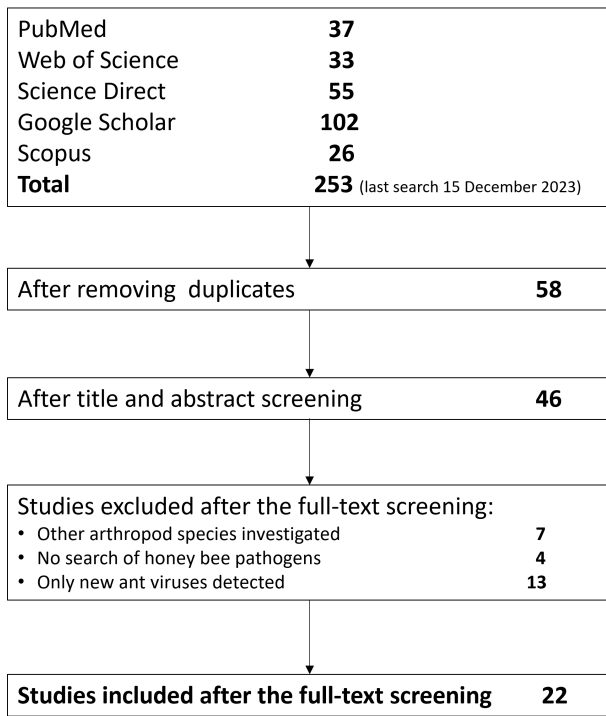 PubMed 37
Web of Science 33
Science Direct 55
Google Scholar 102
Scopus 26
Total 253 (last search 15 December 2023)
After removing duplicates 58
After title and abstract screening 46
Studies excluded after the full-text screening:
• Other arthropod species investigated 7
• No search of honey bee pathogens 4
• Only new ant viruses detected 13
Studies included after the full-text screening 22